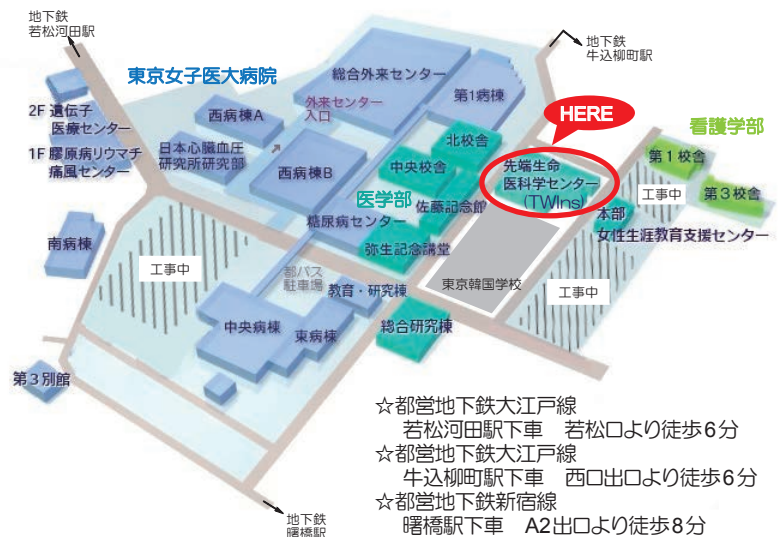 地下鉄
若松河田駅
地下鉄
牛込柳町駅
東京女子医大病院
総合外来センター
外来センター
入口
第1病棟
HERE
看護学部
2F 遺伝子
医療センター
西病棟A
北校舎
第1校舎
1F膠原病リウマチ
痛風センター
日本心臓血圧
研究所研究部
西病棟B
中央校舎
先端生命
医科学センター
(TWIns)
工事中
第3校舎
医学部
佐藤記念館
本部
女性生涯教育支援センター
糖尿病センター
南病棟
弥生記念講堂
工事中
都バス
駐車場
東京韓国学校
工事中
教育・研究棟
中央病棟
東病棟
総合研究棟
第3別館
☆都営地下鉄大江戸線
若松河田駅下車 若松口より徒歩6分
☆都営地下鉄大江戸線
牛込柳町駅下車 西口出口より徒歩6分
☆都営地下鉄新宿線
曙橋駅下車 A2出口より徒歩8分
地下鉄
曙橋駅